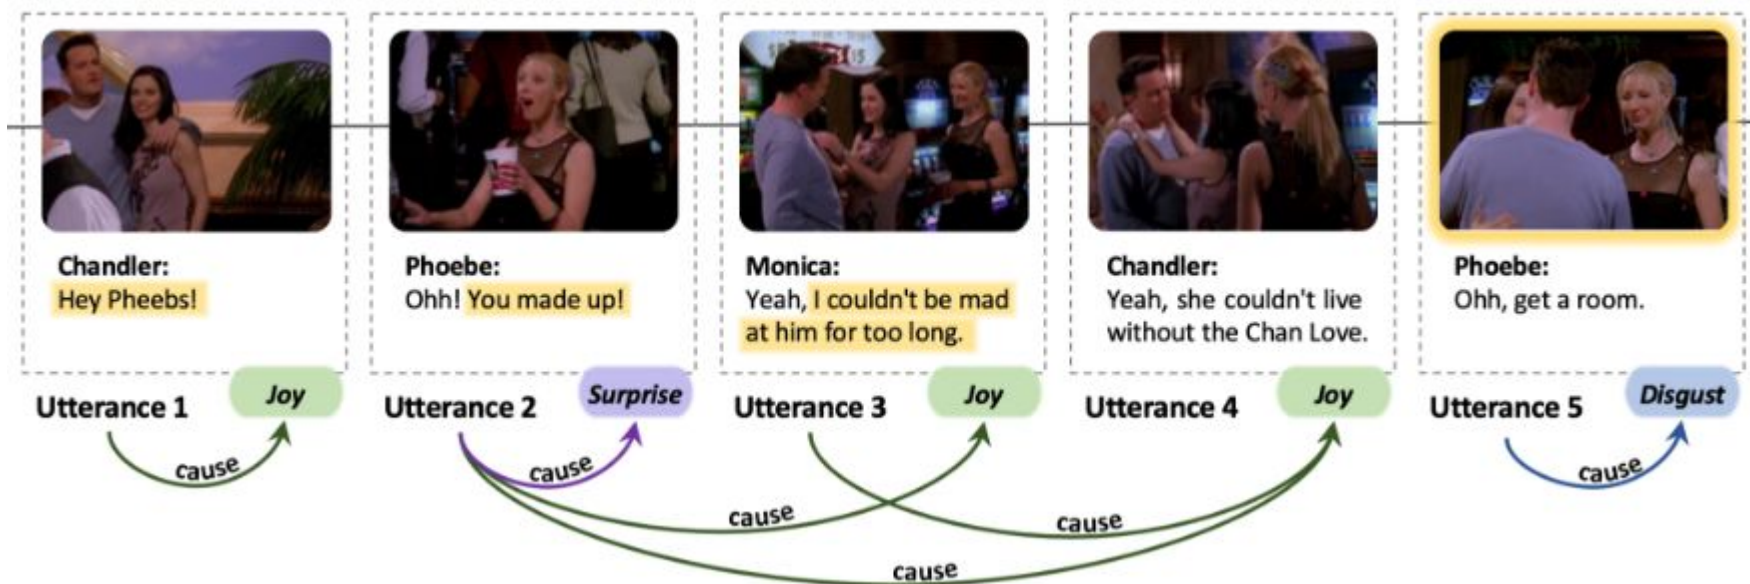 Chandler:
Hey Pheebs!
Phoebe:
Ohh! You made up!
Monica:
Yeah, I couldn't be mad
at him for too long.
Chandler:
Yeah, she couldn't live
without the Chan Love.
Phoebe:
Ohh, get a room.
Utterance 1
Joy
Utterance 2
Surprise
Utterance 3
Joy
Utterance 4
Joy
Utterance 5
Disgust
cause
cause
cause
cause
cause
cause